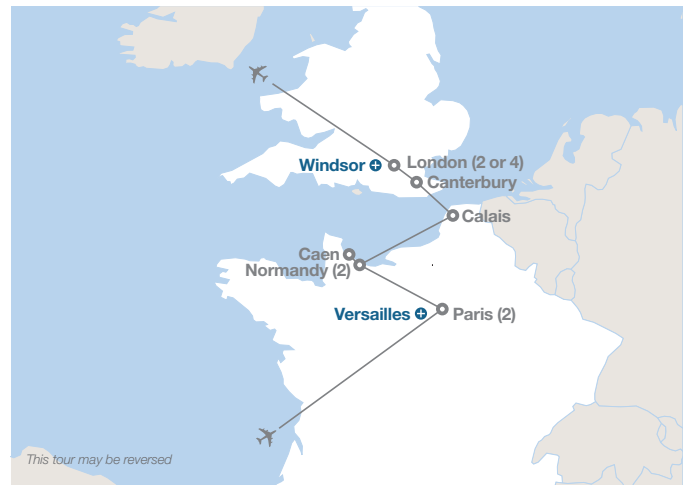 Windsor
London (2 or 4)
Canterbury
Calais
Caen
Normandy (2)
Versailles
Paris (2)
This tour may be reversed